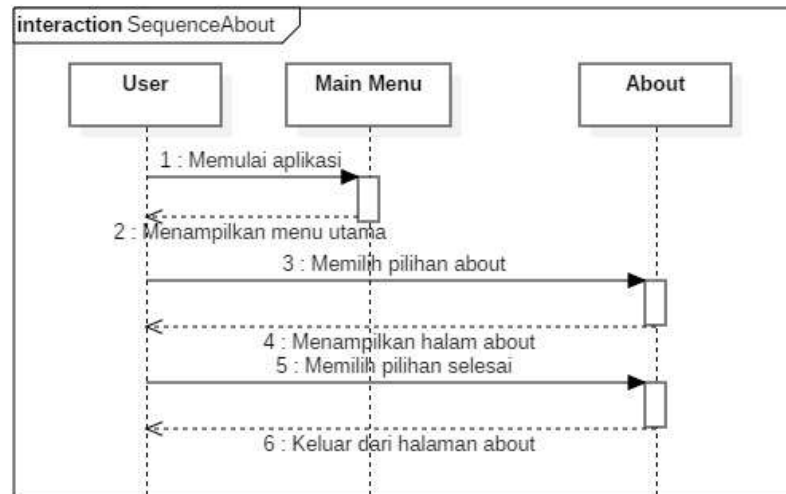 interaction SequenceAbout
User
Main Menu
About
1 : Memulai aplikasi
2 : Menampilkan menu utama
3 : Memilih pilihan about
4 : Menampilkan halam about
5 : Memilih pilihan selesai
6 : Keluar dari halaman about